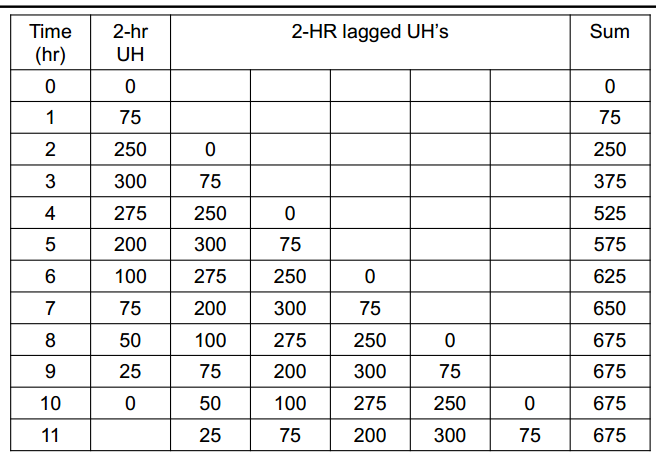 Time (hr) 2-hr UH 2-HR lagged UH's Sum
0 0 0
1 75 75
2 250 0 250
3 300 75 375
4 275 250 0 525
5 200 300 75 575
6 100 275 250 0 625
7 75 200 300 75 650
8 50 100 275 250 0 675
9 25 75 200 300 75 675
10 0 50 100 275 250 0 675
11 25 75 200 300 75 675